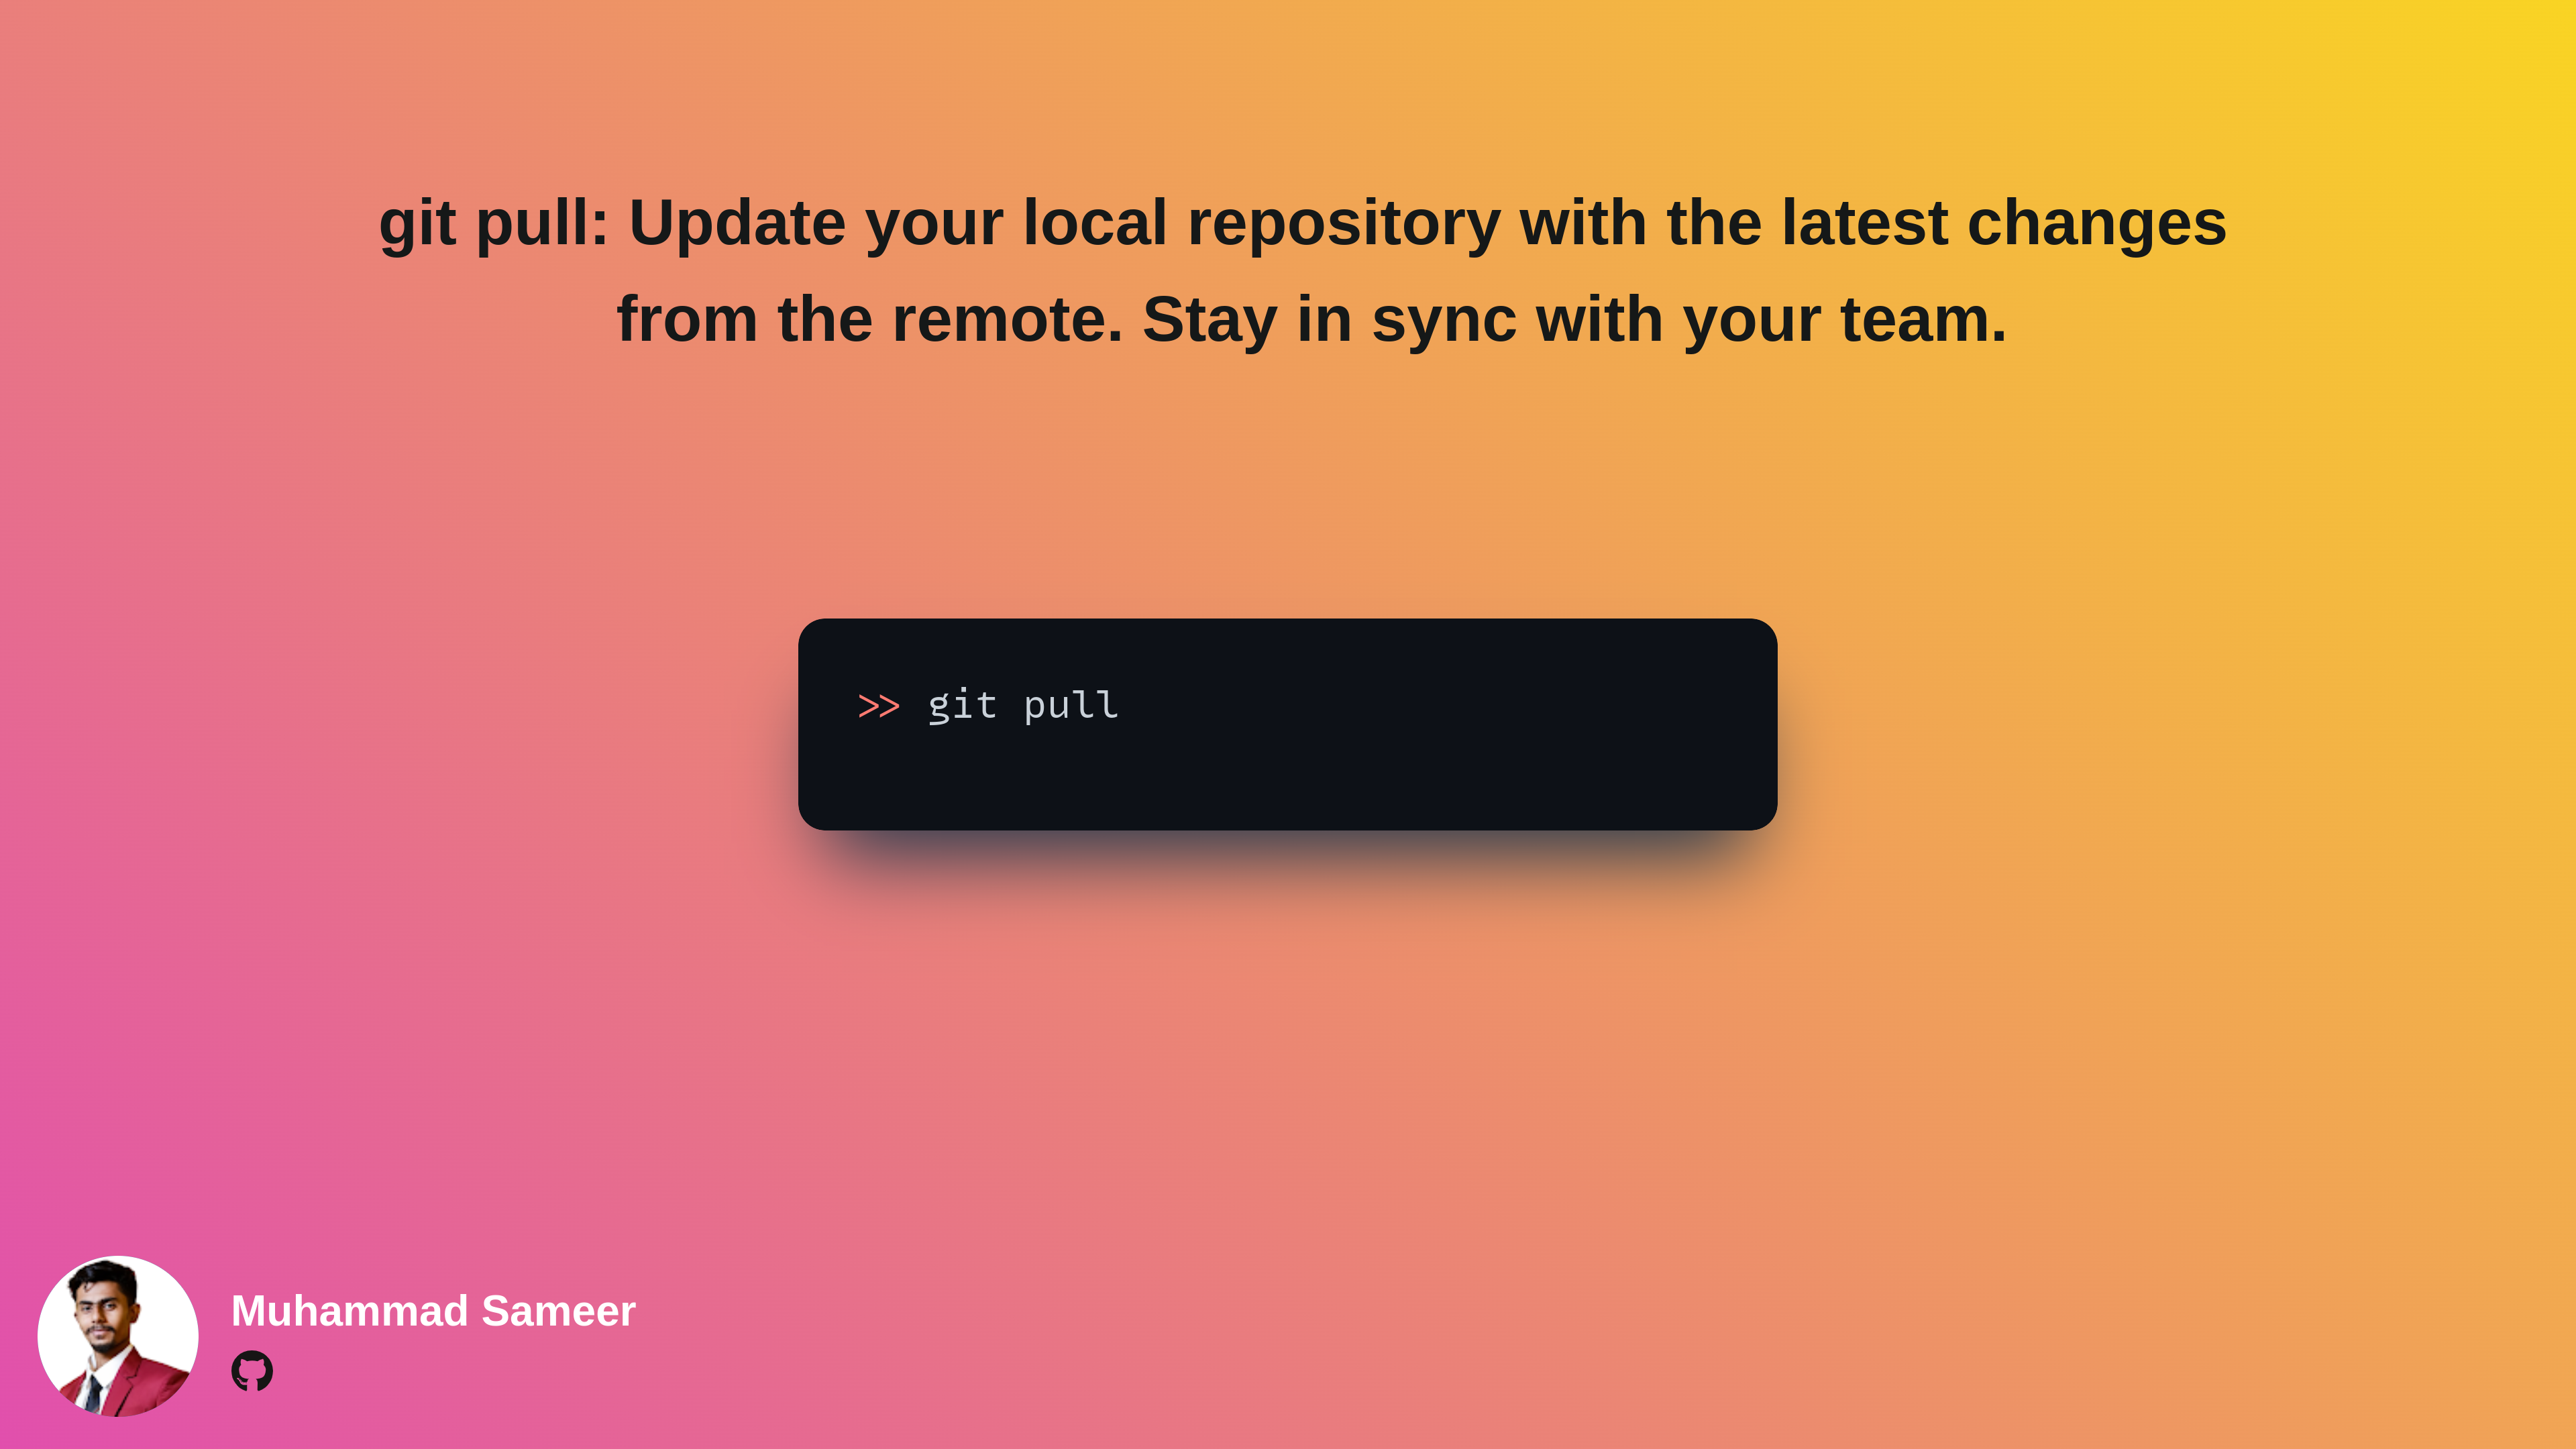 git pull: Update your local repository with the latest changes
from the remote. Stay in sync with your team.
>> git pull
Muhammad Sameer